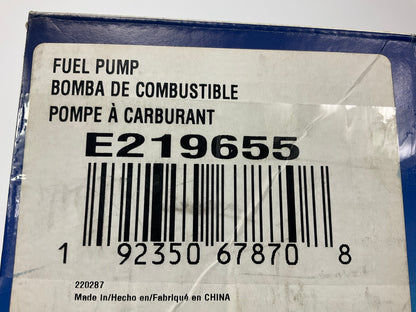 FUEL PUMP
BOMBA DE COMBUSTIBLE
POMPE À CARBURANT
E219655
1 92350 67870 8
220287
Made In/Hecho en/Fabriqu4 en CHINA